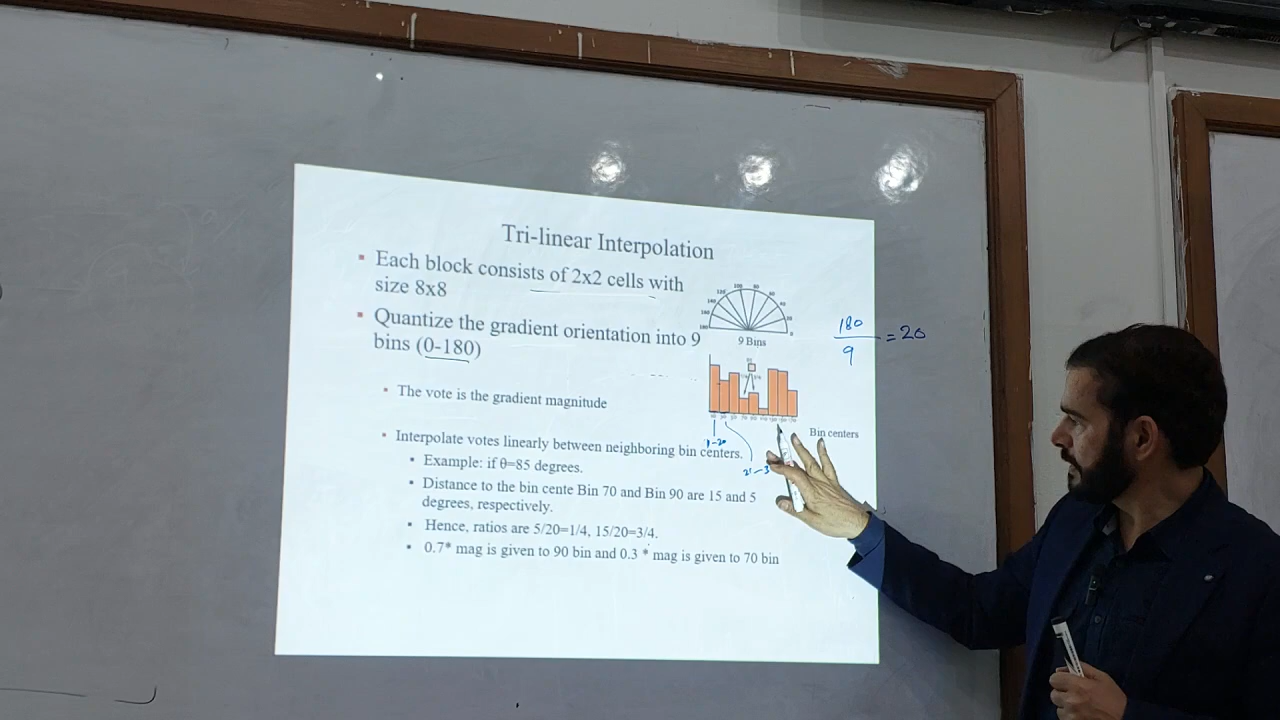 Tri-linear Interpolation
Each block consists of 2x2 cells with
size 8x8
Quantize the gradient orientation into 9
bins (0-180)
9 Bins
180
9
=20
The vote is the gradient magnitude
Bin centers
Interpolate votes linearly between neighboring bin centers.
1-20
Example: if θ=85 degrees.
Distance to the bin cente Bin 70 and Bin 90 are 15 and 5
degrees, respectively.
Hence, ratios are 5/20=1/4, 15/20=3/4.
0.7* mag is given to 90 bin and 0.3 * mag is given to 70 bin